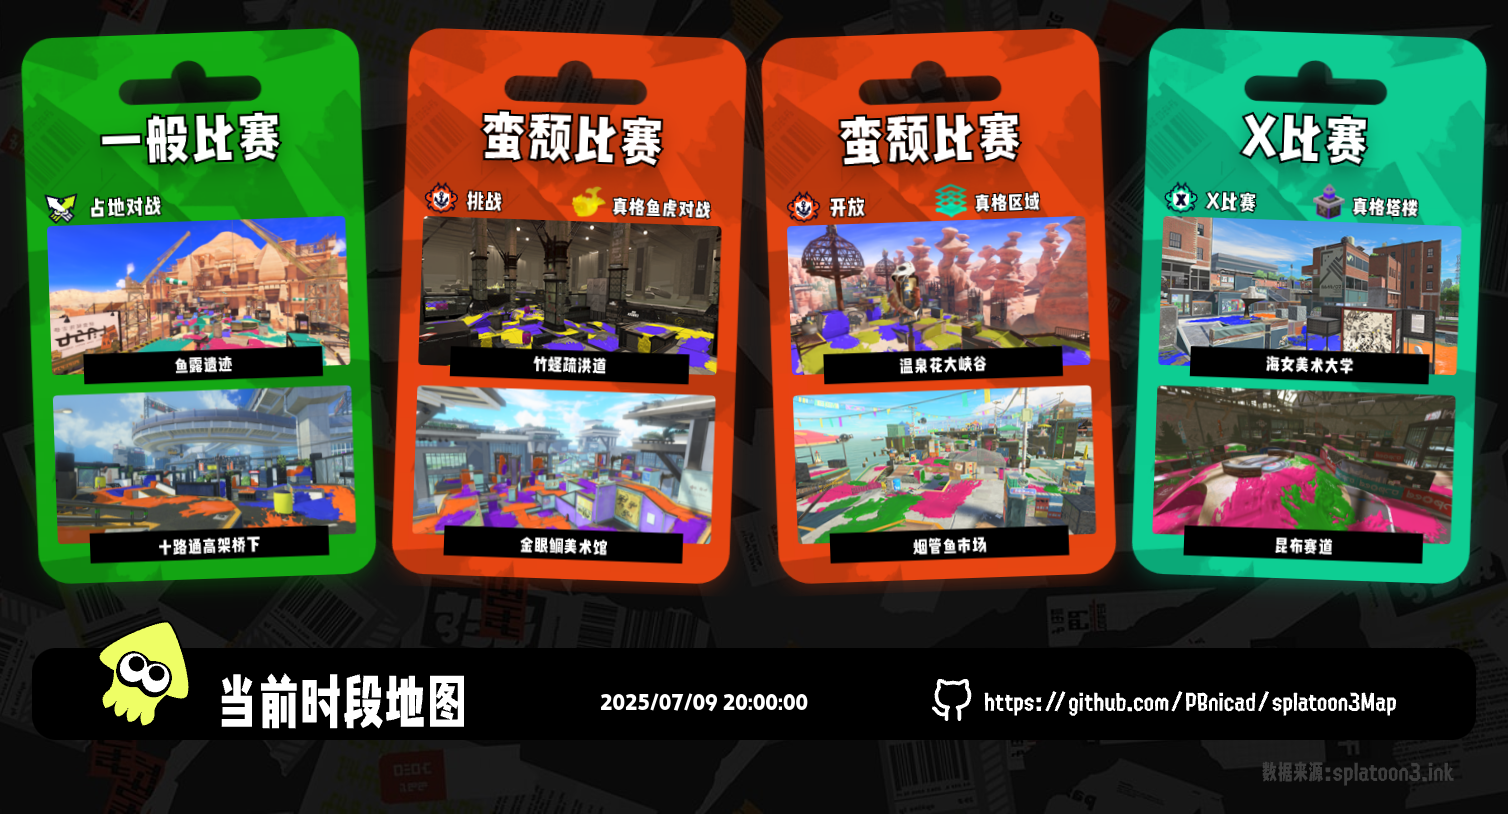 一般比赛
占地对战
鱼露遗迹
十路通高架桥下
蛮颓比赛
挑战
真格鱼虎对战
竹蛏疏洪道
金眼鲷美术馆
蛮颓比赛
开放
真格区域
温泉花大峡谷
烟管鱼市场
X比赛
X比赛
真格塔楼
海女美术大学
昆布赛道
当前时段地图
2025/07/09 20:00:00
https://github.com/PBnicad/splatoon3Map
数据来源:splatoon3.ink